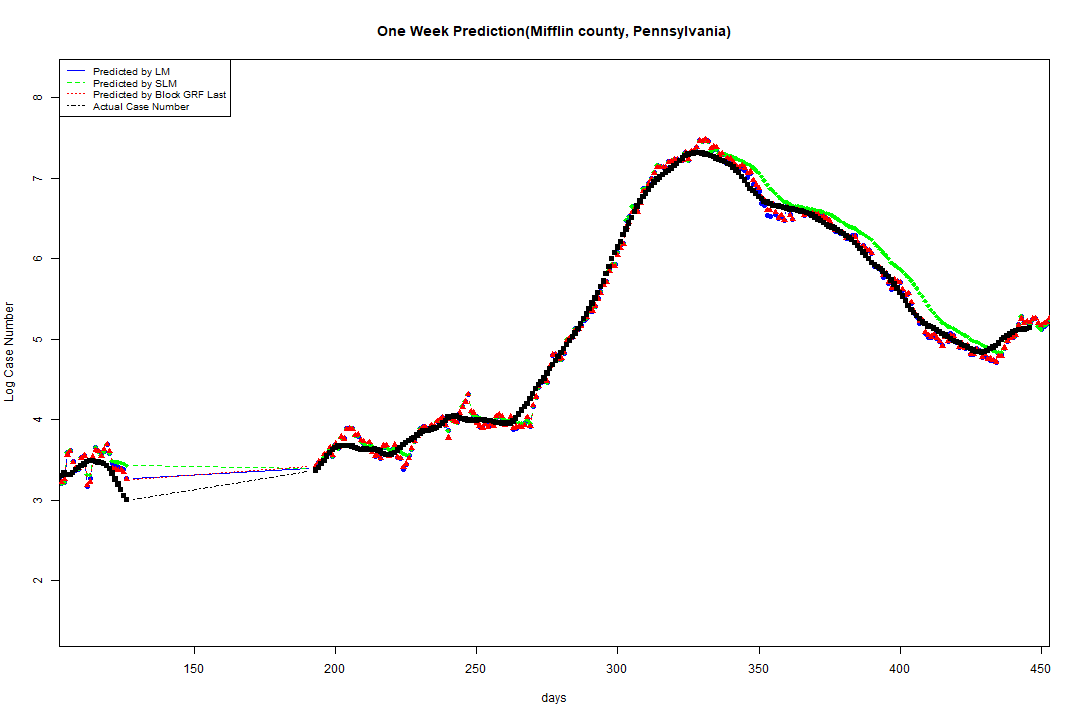 One Week Prediction(Mifflin county, Pennsylvania)
Predicted by LM
Predicted by SLM
Predicted by Block GRF Last
Actual Case Number
8
7
6
5
4
3
2
Log Case Number
150 200 250 300 350 400 450
days